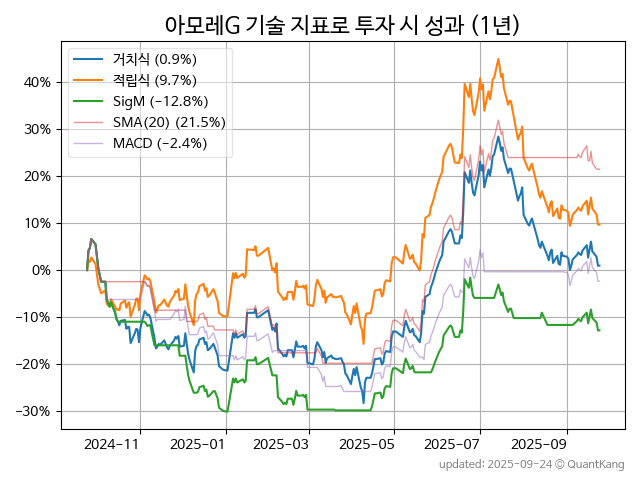 아모레G 기술 지표로 투자 시 성과 (1년)
거치식 (0.9%)
적립식 (9.7%)
SigM (−12.8%)
SMA(20) (21.5%)
MACD (−2.4%)
40%
30%
20%
10%
0%
−10%
−20%
−30%
2024−11 2025−01 2025−03 2025−05 2025−07 2025−09
updated: 2025-09-24 © QuantKang